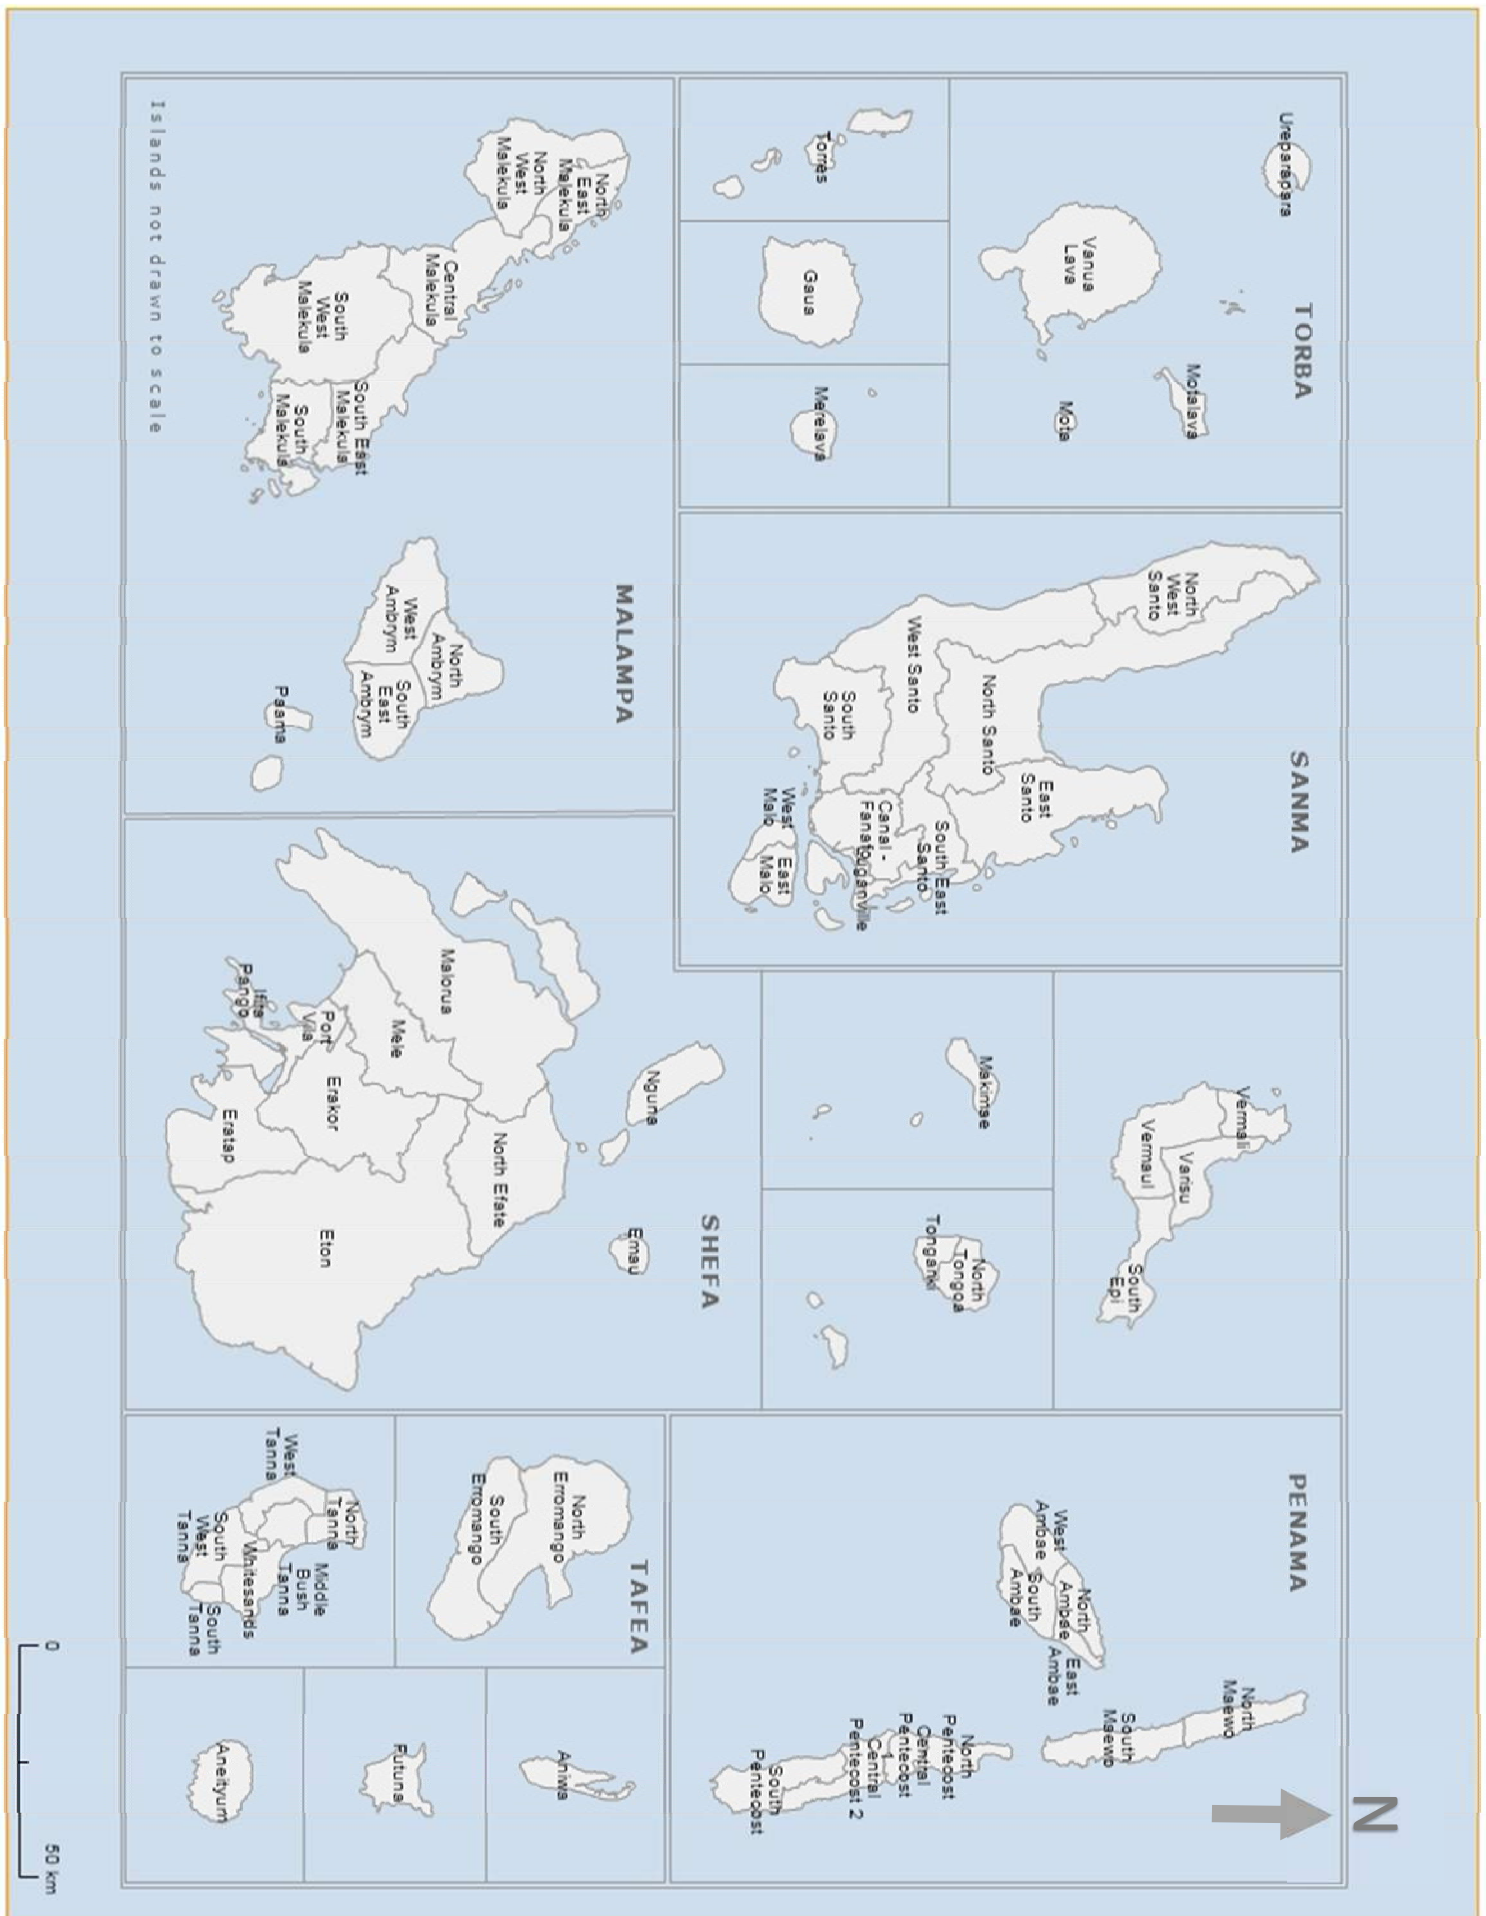 N
TORBA
Ureparapara
Motalava
Vanua
Lava
Mota
Torres
Gaua
Merelava
SANMA
North
West
Santo
East
Santo
North Santo
West Santo
South East
Santo
South
Santo
Canal -
Fanafo
Luganville
West
Malo
East
Malo
PENAMA
North
Maewo
South
Maewo
West
Ambae
North
Ambae
East
Ambae
South
Ambae
North
Pentecost
Central
Pentecost
1
Central
Pentecost 2
South
Pentecost
MALAMPA
North
East
Malekula
North
West
Malekula
Central
Malekula
South
West
Malekula
South East
Malekula
South
Malekula
North
Ambrym
West
Ambrym
South
East
Ambrym
Paama
Islands not drawn to scale
SHEFA
Vermali
Varisu
Vermaul
South
Epi
Makimae
North
Tongoa
Tongariki
Nguna
Emau
Malorua
North Efate
Mele
Port
Vila
Ifira
Pango
Erakor
Eratap
Eton
TAFEA
North
Erromango
South
Erromango
North
Tanna
West
Tanna
Middle
Bush
Tanna
Whitesands
South
West
Tanna
South
Tanna
Aniwa
Futuna
Aneityum
0
50 km